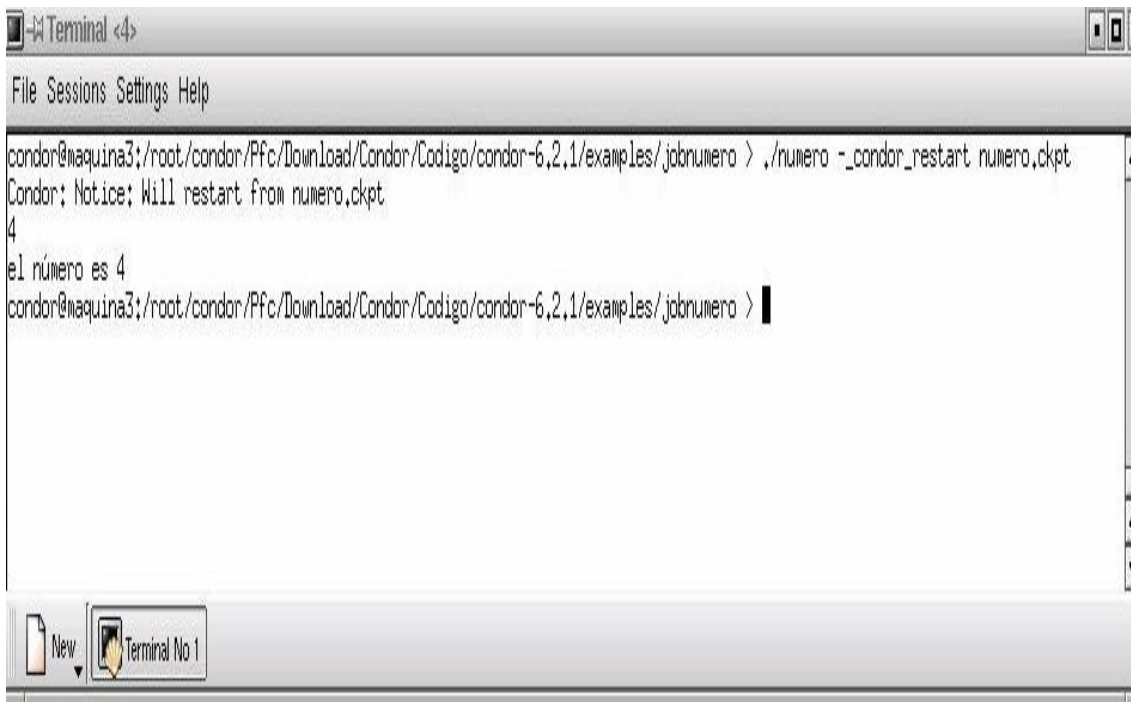 Terminal <4>
File Sessions Settings Help
condor@maquina3:/root/condor/Pfc/Download/Condor/Codigo/condor-6.2.1/examples/jobnumero > ./numero -_condor_restart numero.ckpt
Condor: Notice: Will restart from numero.ckpt
4
el número es 4
condor@maquina3:/root/condor/Pfc/Download/Condor/Codigo/condor-6.2.1/examples/jobnumero >
New
Terminal No 1